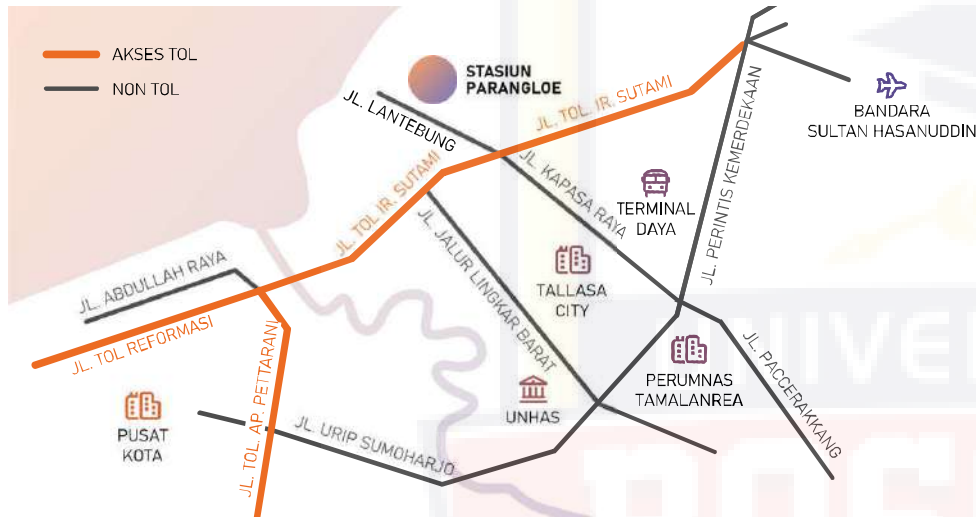 AKSES TOL
NON TOL
STASIUN
PARANGLOE
JL. LANTEBUNG
JL. TOL. IR. SUTAMI
BANDARA
SULTAN HASANUDDIN
JL. PERINTIS KEMERDEKAAN
JL. KAPASA RAYA
TERMINAL
DAYA
JL. TOL IR. SUTAMI
JL. JALUR LINGKAR BARAT
TALLASA
CITY
JL. ABDULLAH RAYA
JL. TOL REFORMASI
JL. TOL. AP. PETTARANI
PERUMNAS
TAMALANREA
JL. PACCERAKKANG
UNHAS
PUSAT
KOTA
JL. URIP SUMOHARJO
UNIVE